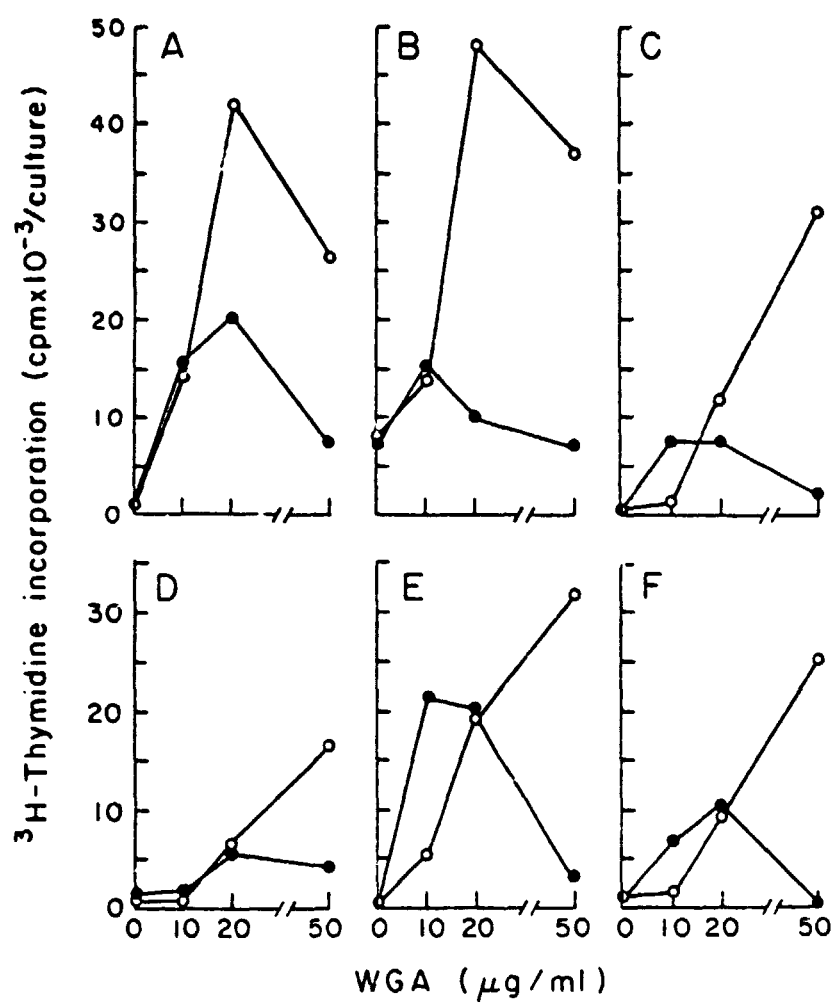 ³H-Thymidine incorporation (cpmx10⁻³/culture)
A B C
50
40
30
20
10
0
D E F
30
20
10
0
0 10 20 50 0 10 20 50 0 10 20 50
WGA (μg/ml)